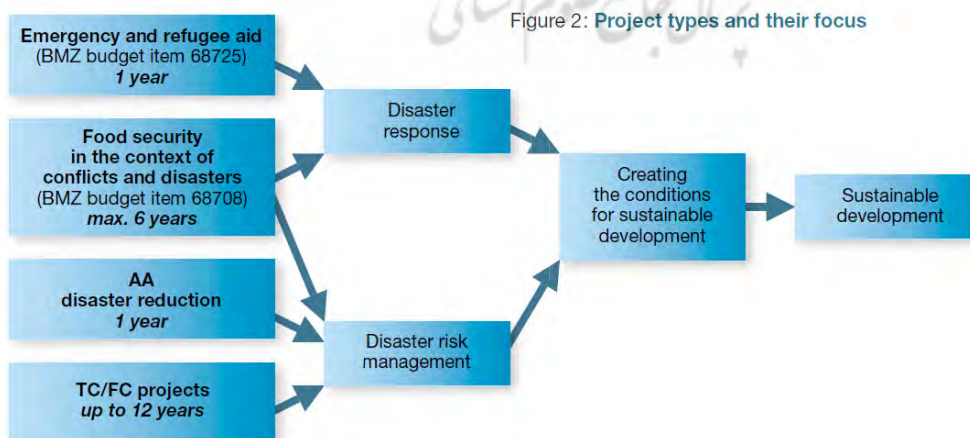 Figure 2: Project types and their focus
Emergency and refugee aid
(BMZ budget item 68725)
1 year
Food security
in the context of
conflicts and disasters
(BMZ budget item 68708)
max. 6 years
AA
disaster reduction
1 year
TC/FC projects
up to 12 years
Disaster
response
Disaster risk
management
Creating
the conditions
for sustainable
development
Sustainable
development